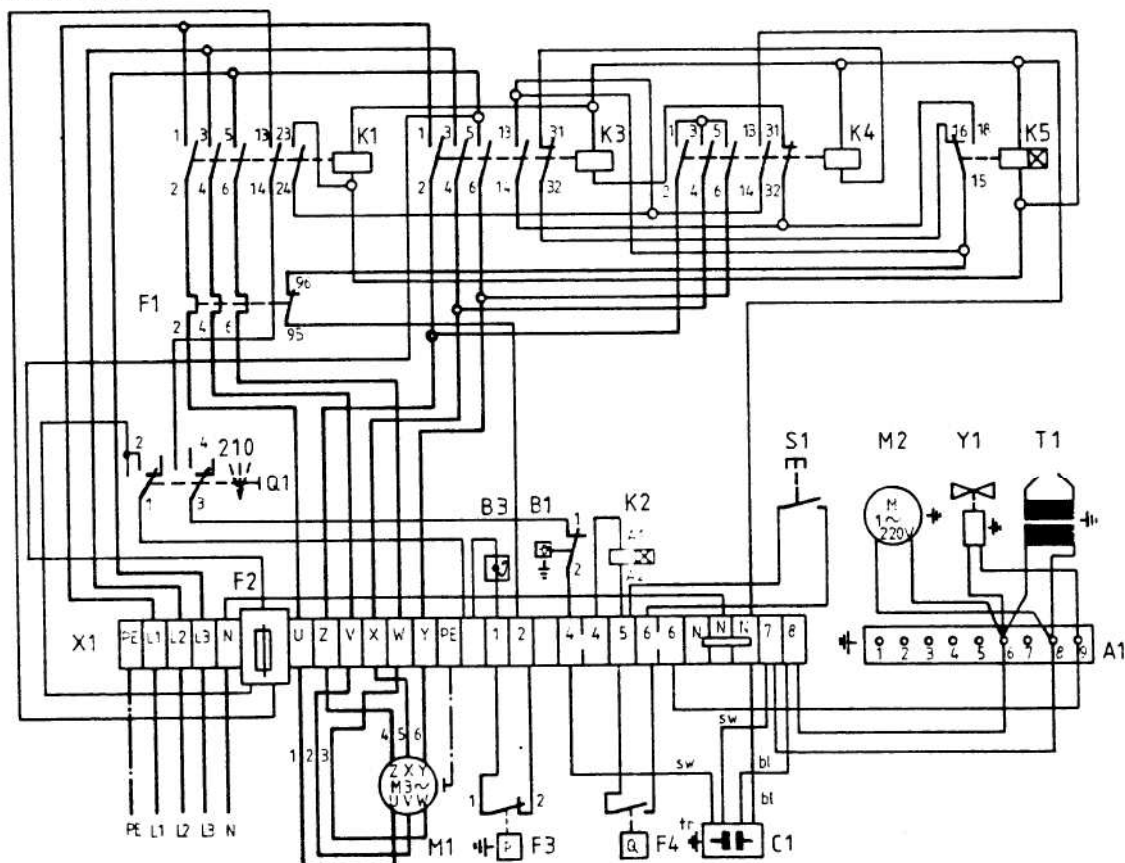 1 3 5 13 23 K1 1 3 5 13 31 K3 1 3 5 13 31 K4 16 18 K5
2 4 6 14 24 2 4 6 14 32 2 4 6 14 32 15
F1 96
2 4 6 95
2 4 210 Q1
1 3
S1 M2 Y1 T1
B3 B1 1 K2
M
1~
220V
A1
2 A2
F2
X1 PE L1 L2 L3 N U Z V X W Y PE 1 2 4 4 5 6 6 N N N 7 8
1 2 3 4 5 6 7 8 9 A1
sw
1 2 3 4 5 6
sw bl
Z X Y
M3~
U V W
1 2
bl
PE L1 L2 L3 N M1 P F3 Q F4 tr C1